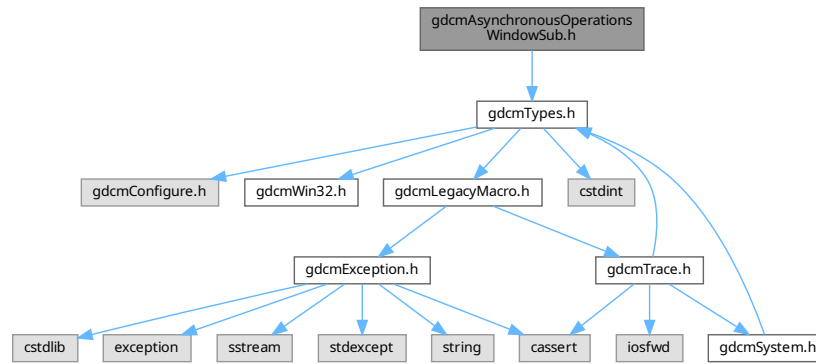 gdcmAsynchronousOperations
WindowSub.h
gdcmTypes.h
gdcmConfigure.h
gdcmWin32.h
gdcmLegacyMacro.h
cstdint
gdcmException.h
gdcmTrace.h
cstdlib
exception
sstream
stdexcept
string
cassert
iosfwd
gdcmSystem.h